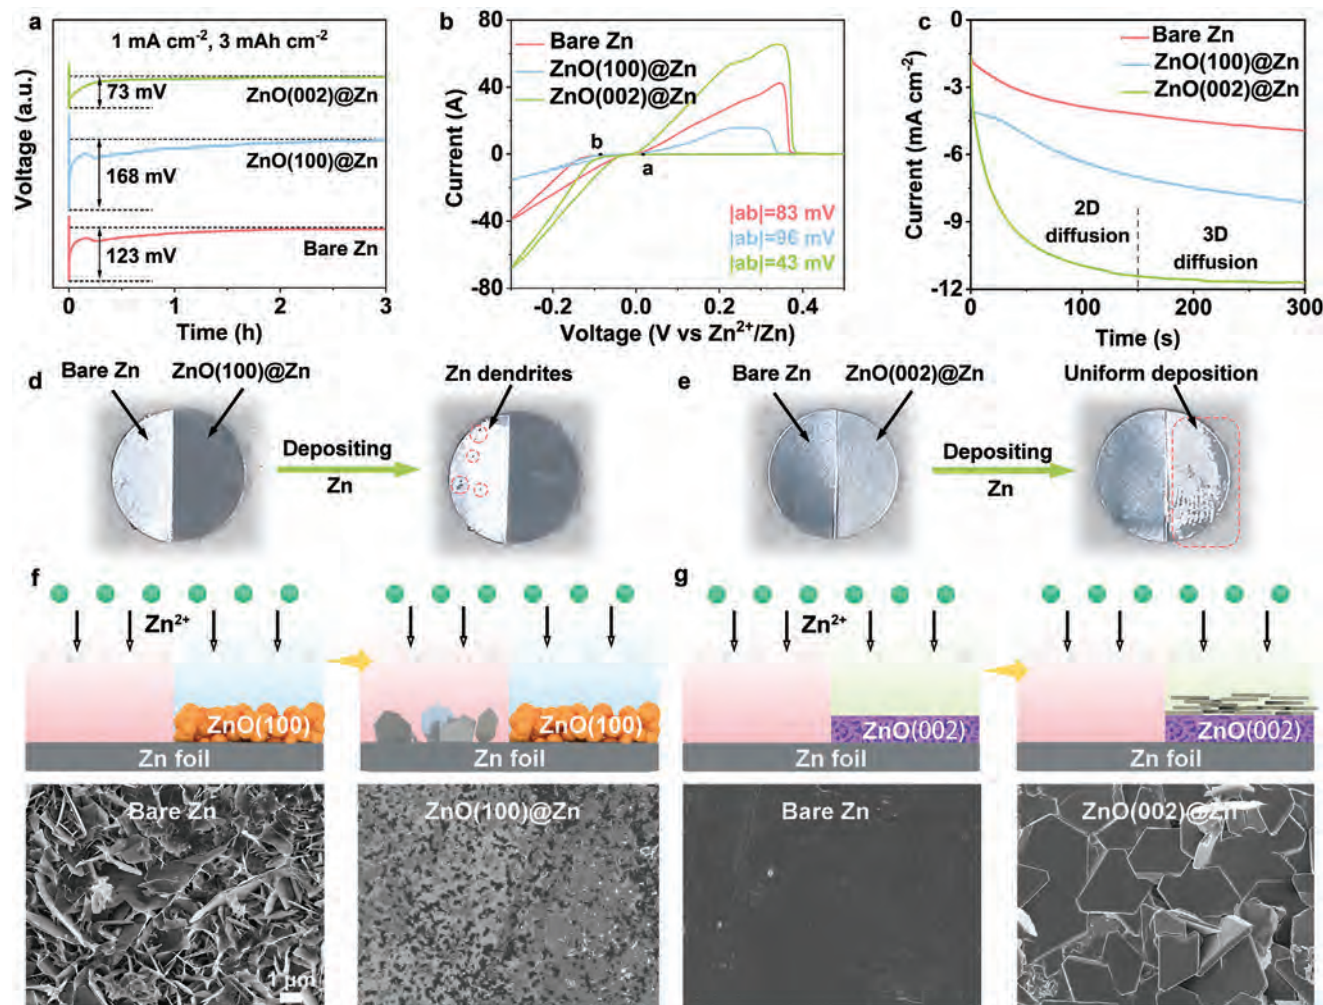 a
1 mA cm⁻², 3 mAh cm⁻²
73 mV
ZnO(002)@Zn
ZnO(100)@Zn
168 mV
123 mV
Bare Zn
Voltage (a.u.)
0
1
2
3
Time (h)
b
80
40
0
-40
-80
Current (A)
Bare Zn
ZnO(100)@Zn
ZnO(002)@Zn
b
a
|ab|=83 mV
|ab|=96 mV
|ab|=43 mV
-0.2
0.0
0.2
0.4
Voltage (V vs Zn²⁺/Zn)
c
0
-3
-6
-9
-12
Current (mA cm⁻²)
Bare Zn
ZnO(100)@Zn
ZnO(002)@Zn
2D
diffusion
3D
diffusion
0
100
200
300
Time (s)
d
Bare Zn
ZnO(100)@Zn
Depositing
Zn
Zn dendrites
e
Bare Zn
ZnO(002)@Zn
Depositing
Zn
Uniform deposition
f
Zn²⁺
ZnO(100)
Zn foil
ZnO(100)
Zn foil
g
Zn²⁺
ZnO(002)
Zn foil
ZnO(002)
Zn foil
Bare Zn
1 μm
ZnO(100)@Zn
Bare Zn
ZnO(002)@Zn